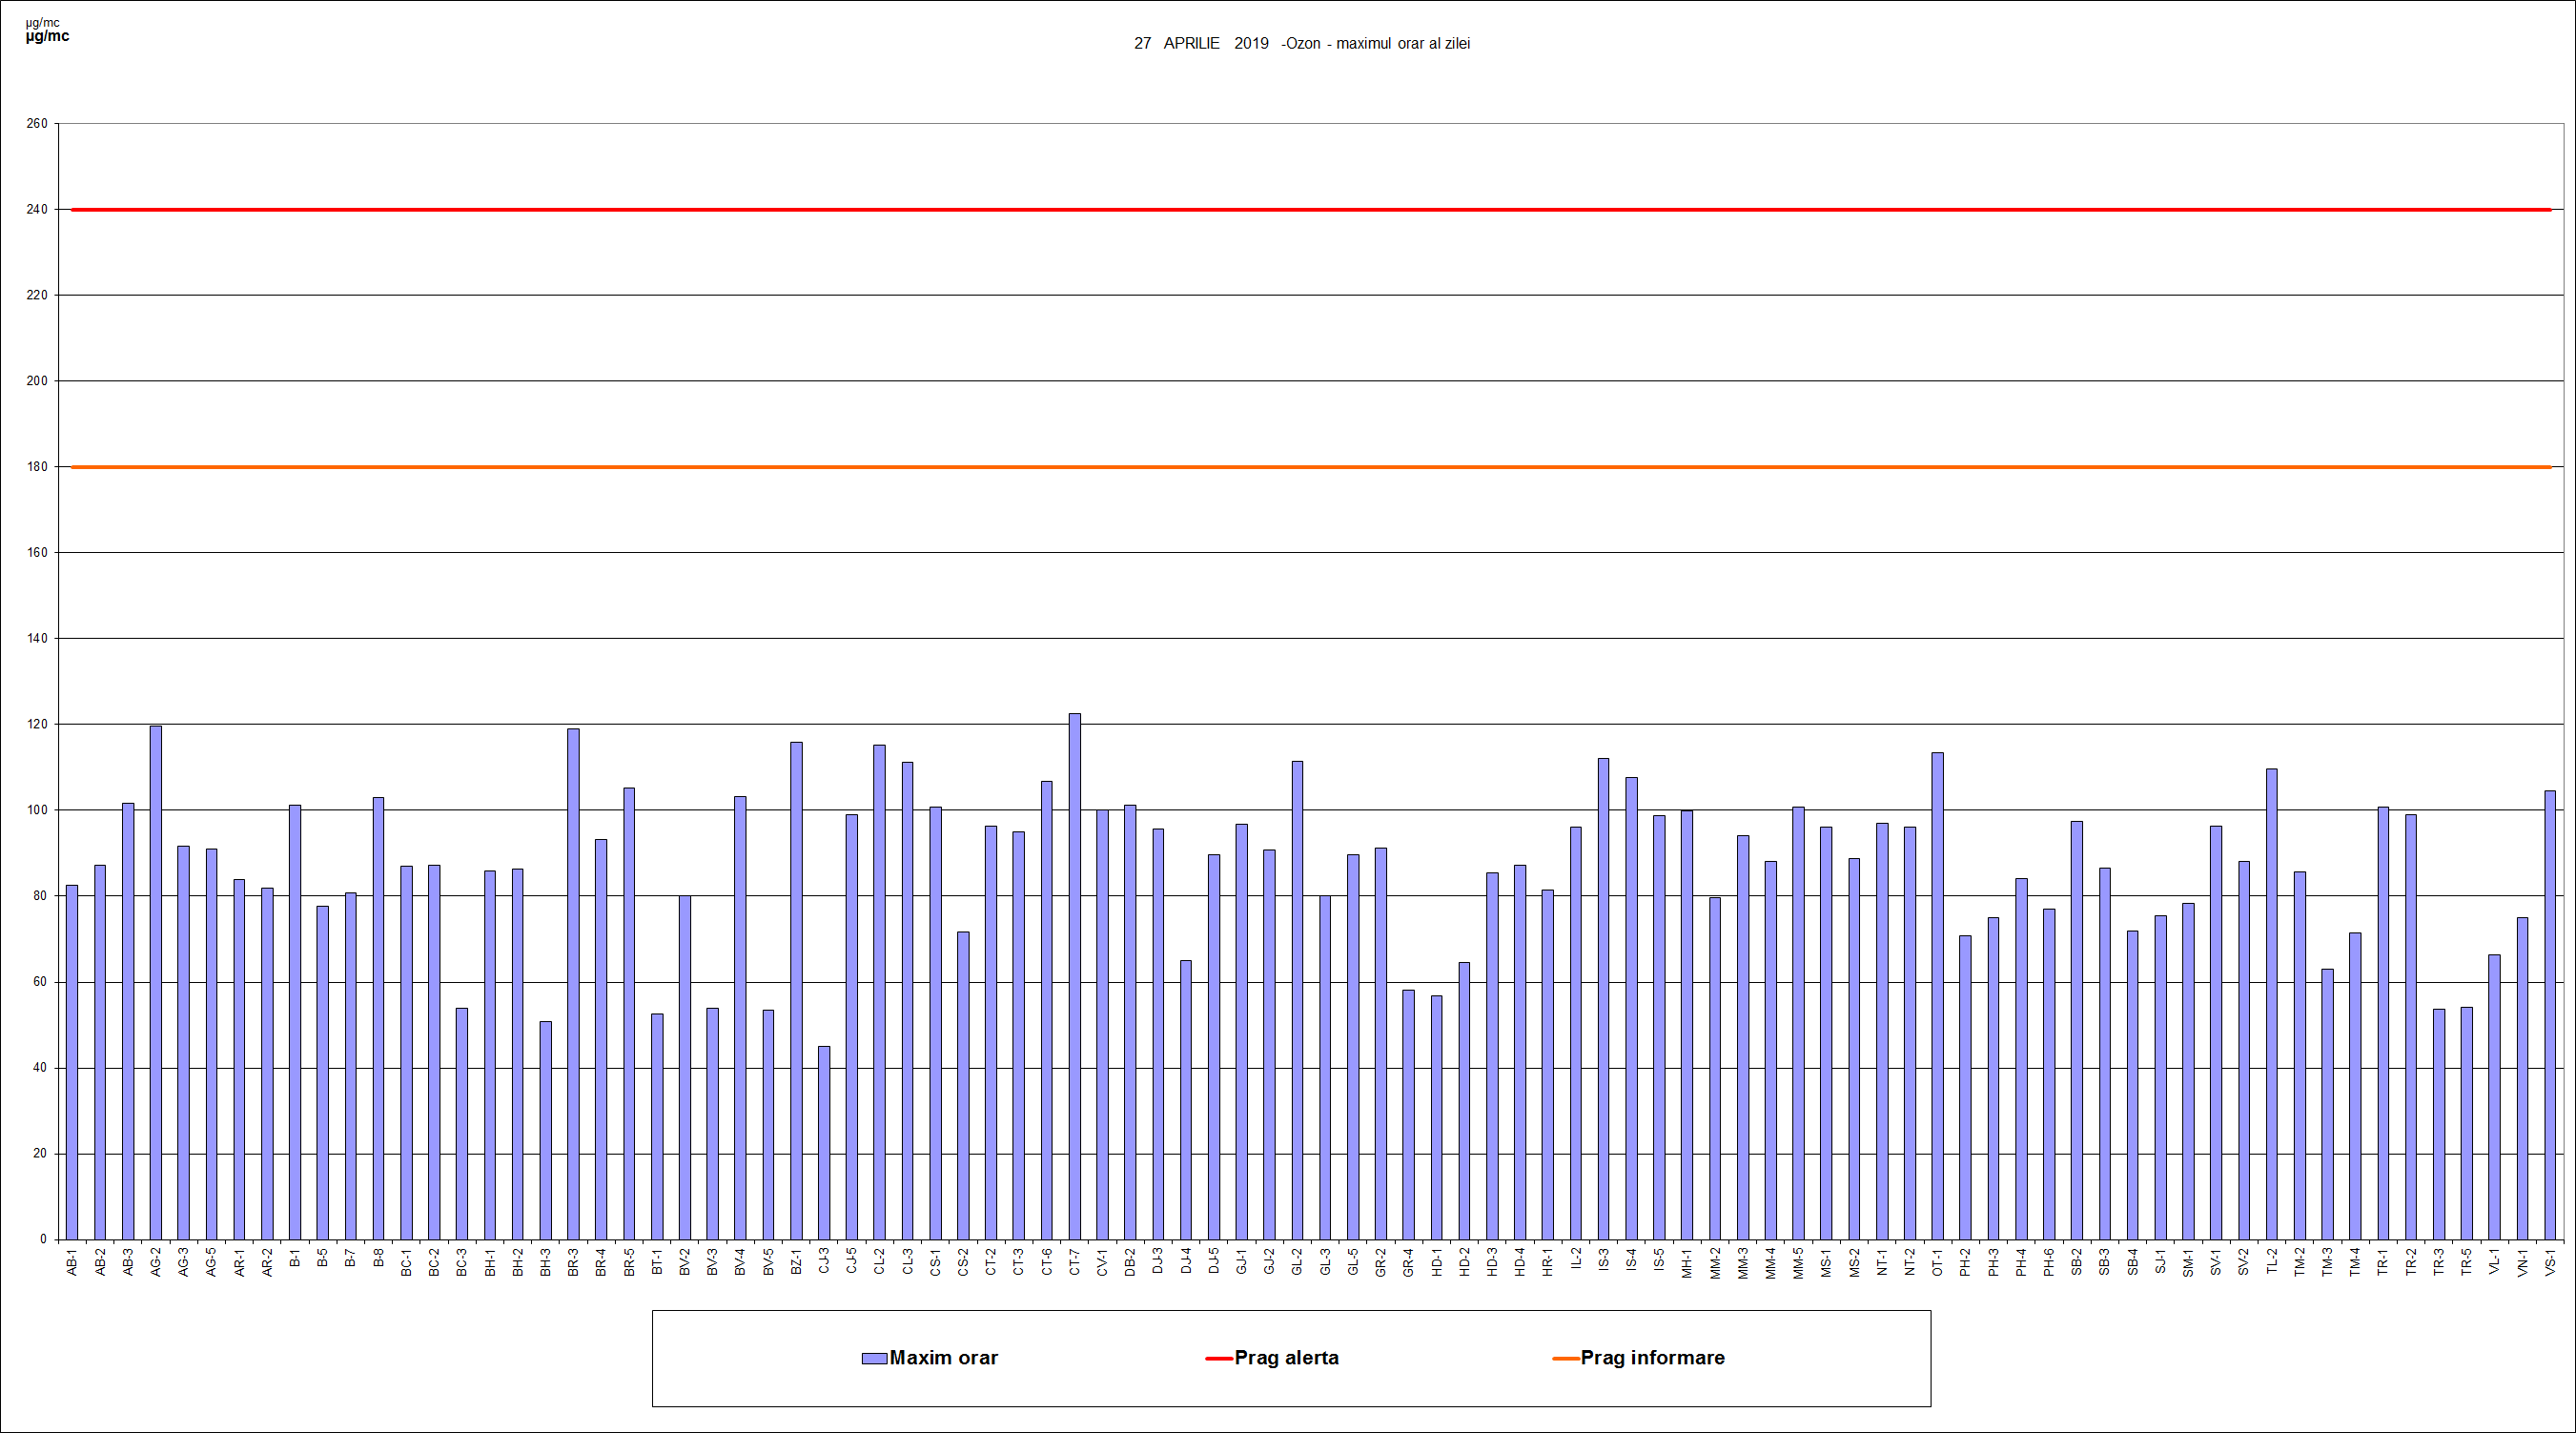 µg/mc
µg/mc
27 APRILIE 2019 -Ozon - maximul orar al zilei
260
240
220
200
180
160
140
120
100
80
60
40
20
0
AB-1 AB-2 AB-3 AG-2 AG-3 AG-5 AR-1 AR-2 B-1 B-5 B-7 B-8 BC-1 BC-2 BC-3 BH-1 BH-2 BH-3 BR-3 BR-4 BR-5 BT-1 BV-2 BV-3 BV-4 BV-5 BZ-1 CJ-3 CJ-5 CL-2 CL-3 CS-1 CS-2 CT-2 CT-3 CT-6 CT-7 CV-1 DB-2 DJ-3 DJ-4 DJ-5 GJ-1 GJ-2 GL-2 GL-3 GL-5 GR-2 GR-4 HD-1 HD-2 HD-3 HD-4 HR-1 IL-2 IS-3 IS-4 IS-5 MH-1 MM-2 MM-3 MM-4 MM-5 MS-1 MS-2 NT-1 NT-2 OT-1 PH-2 PH-3 PH-4 PH-6 SB-2 SB-3 SB-4 SJ-1 SM-1 SV-1 SV-2 TL-2 TM-2 TM-3 TM-4 TR-1 TR-2 TR-3 TR-5 VL-1 VN-1 VS-1
Maxim orar Prag alerta Prag informare